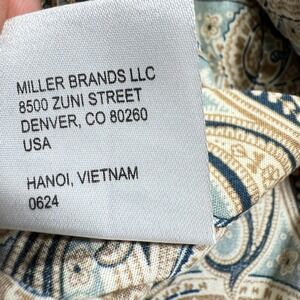 MILLER BRANDS LLC
8500 ZUNI STREET
DENVER, CO 80260
USA
HANOI, VIETNAM
0624